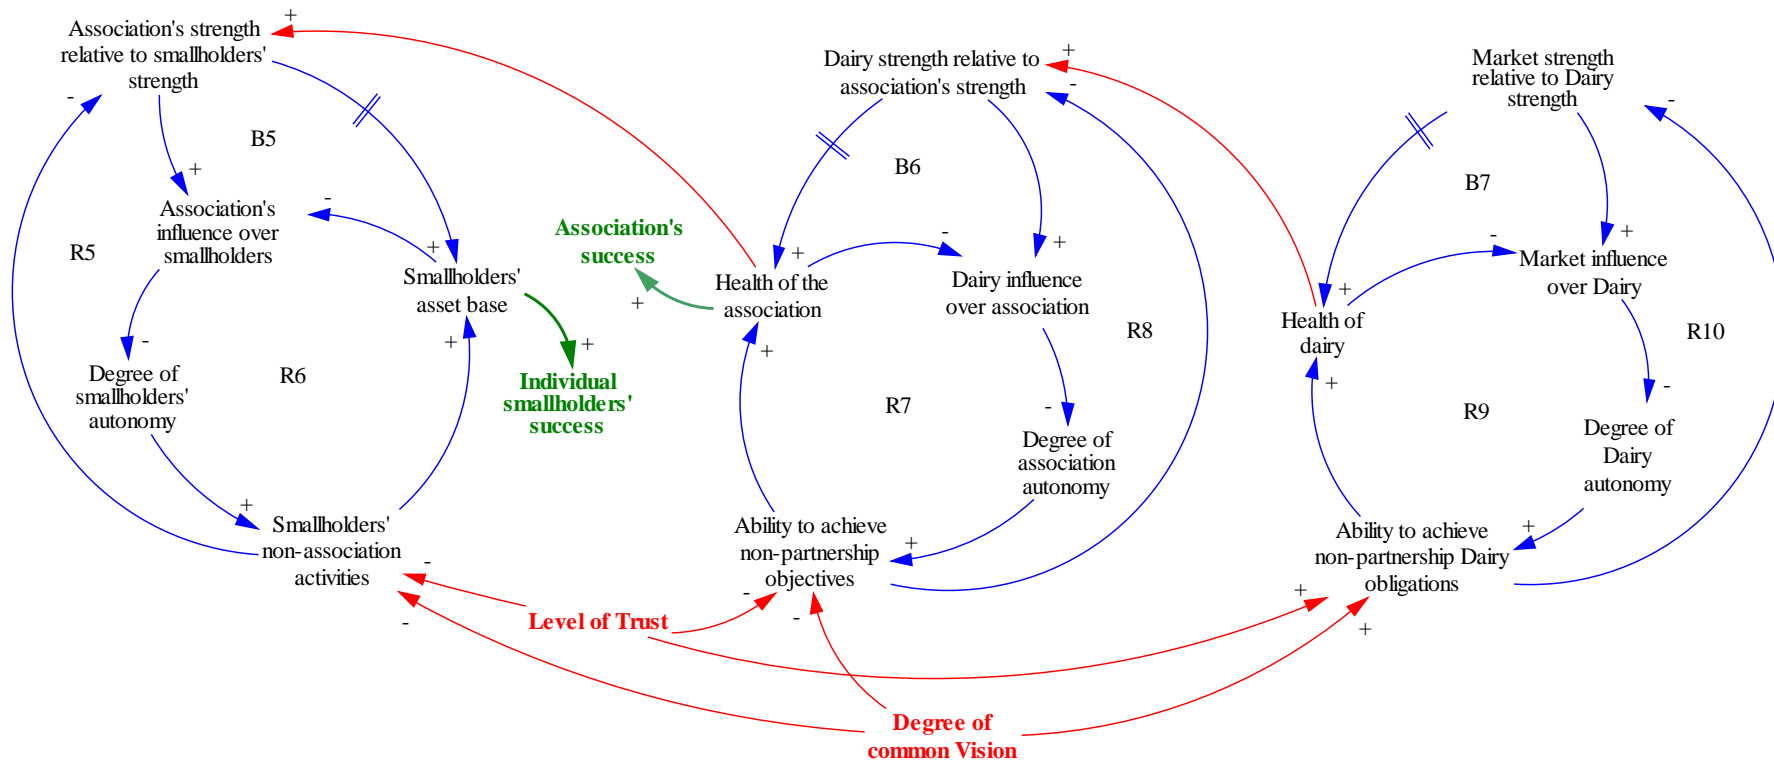 Association's strength
relative to smallholders'
strength
+
-
B5
+
Association's
influence over
smallholders
-
R5
+
Smallholders'
asset base
+
-
Degree of
smallholders'
autonomy
R6
+
Smallholders'
non-association
activities
-
-
Association's
success
+
+
Individual
smallholders'
success
Dairy strength relative to
association's strength
+
-
B6
-
+
+
Health of the
association
+
Dairy influence
over association
R8
R7
-
Degree of
association
autonomy
+
Ability to achieve
non-partnership
objectives
-
-
Level of Trust
Degree of
common Vision
Market strength
relative to Dairy
strength
-
B7
-
+
Market influence
over Dairy
+
Health of
dairy
+
R10
R9
-
Degree of
Dairy
autonomy
+
Ability to achieve
non-partnership Dairy
obligations
+
+